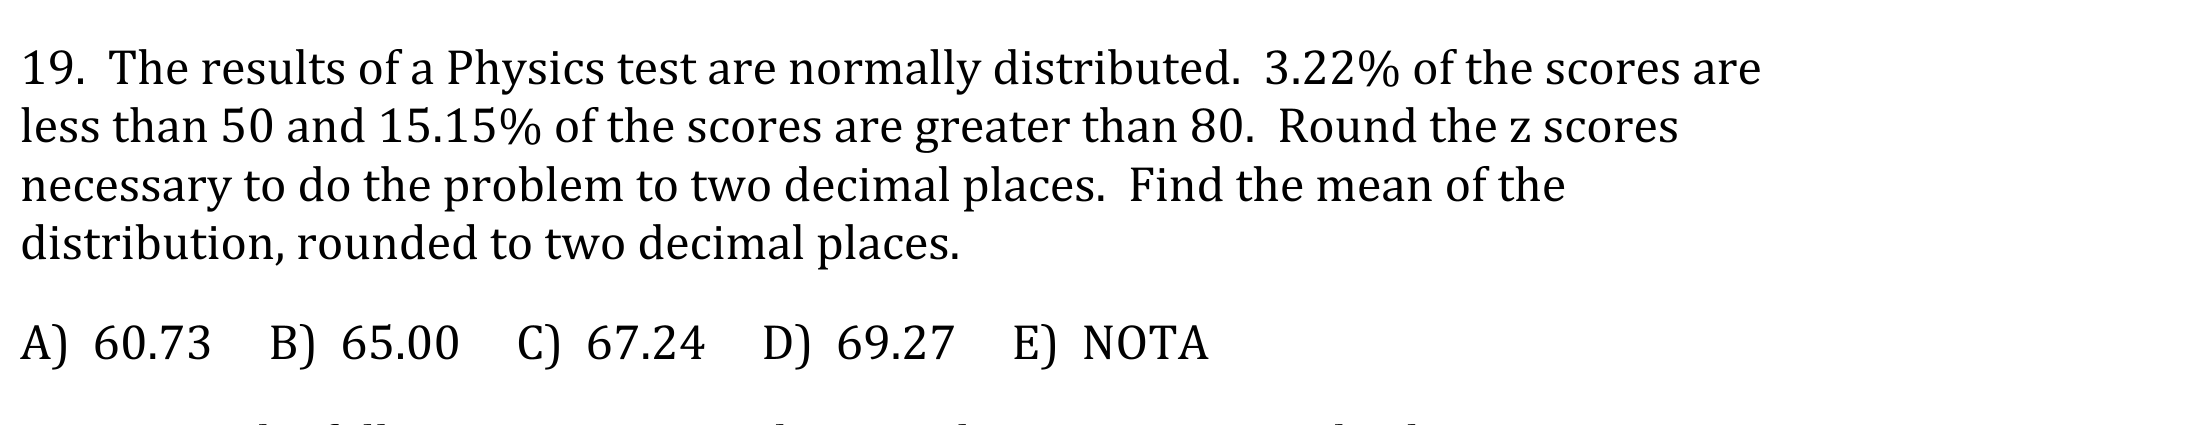 19. The results of a Physics test are normally distributed. 3.22% of the scores are
less than 50 and 15.15% of the scores are greater than 80. Round the z scores
necessary to do the problem to two decimal places. Find the mean of the
distribution, rounded to two decimal places.
A) 60.73 B) 65.00 C) 67.24 D) 69.27 E) NOTA